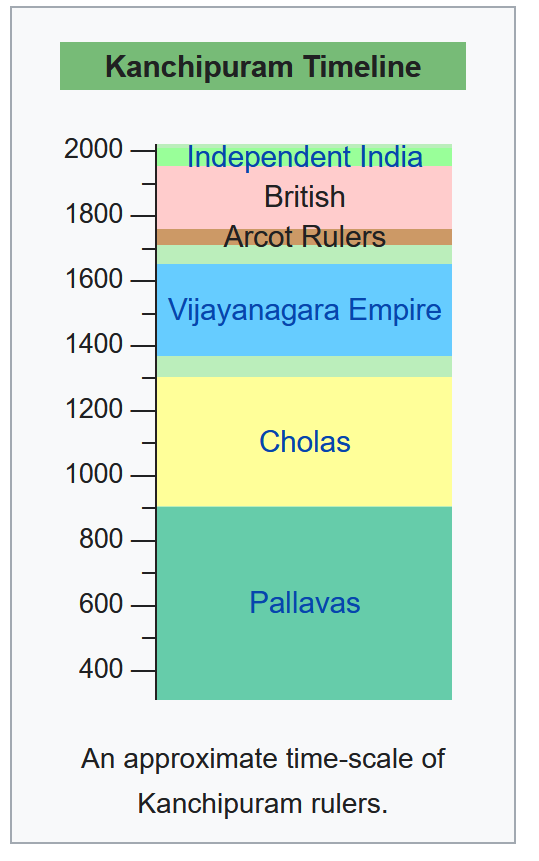 Kanchipuram Timeline
2000
Independent India
British
1800
Arcot Rulers
1600
Vijayanagara Empire
1400
1200
Cholas
1000
800
600
Pallavas
400
An approximate time-scale of
Kanchipuram rulers.